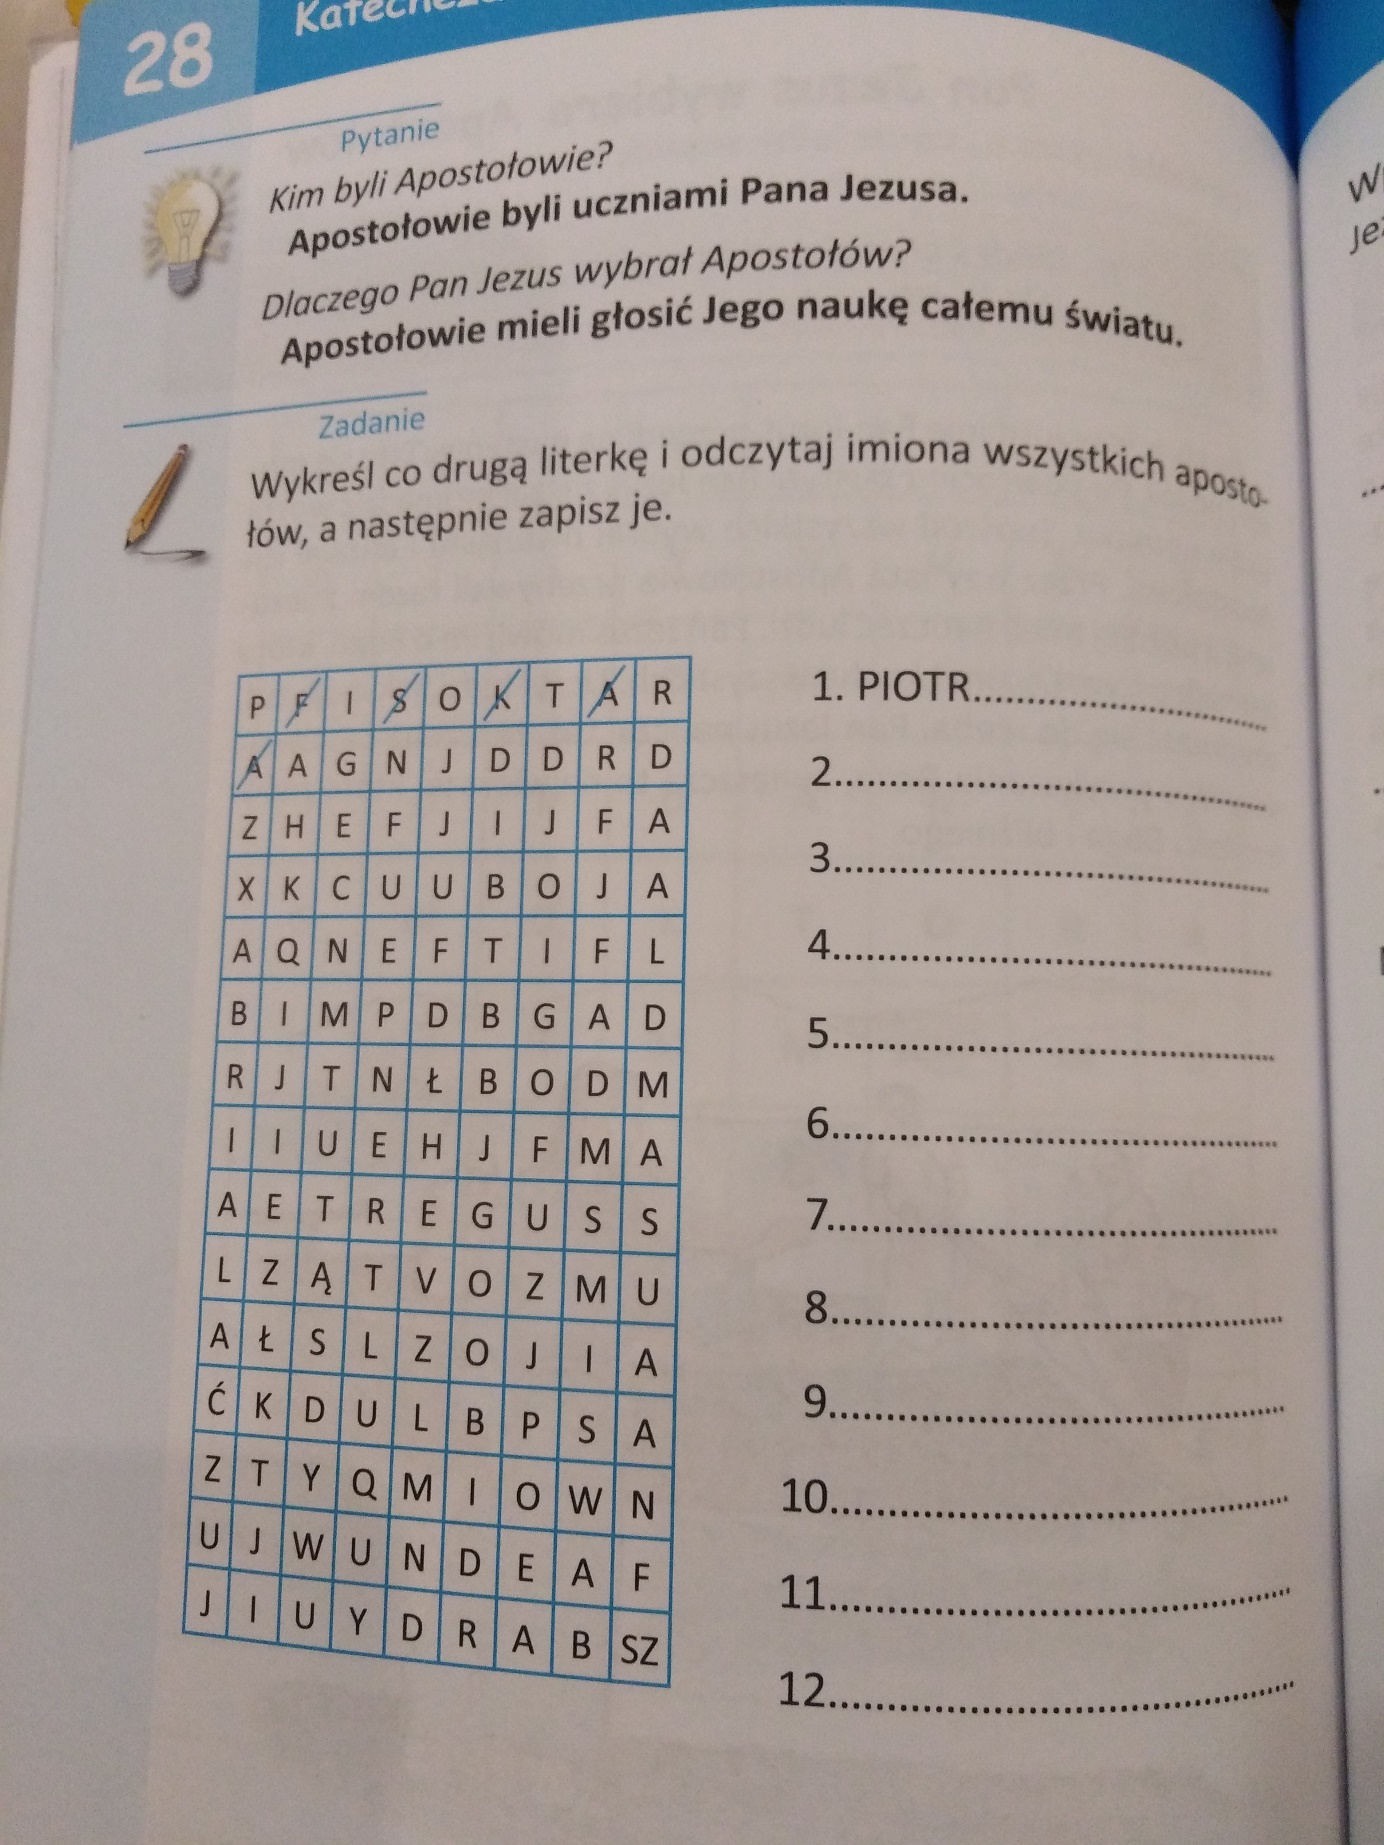 28
Pytanie
Kim byli Apostołowie?
Apostołowie byli uczniami Pana Jezusa.
Dlaczego Pan Jezus wybrał Apostołów?
Apostołowie mieli głosić Jego naukę całemu światu.
Zadanie
Wykreśl co drugą literkę i odczytaj imiona wszystkich aposto-
łów, a następnie zapisz je.
P F I S O K T A R
A A G N J D D R D
Z H E F J I J F A
X K C U U B O J A
A Q N E F T I F L
B I M P D B G A D
R J T N Ł B O D M
I I U E H J F M A
A E T R E G U S S
L Z Ą T V O Z M U
A Ł S L Z O J I A
Ć K D U L B P S A
Z T Y Q M I O W N
U J W U N D E A F
J I U Y D R A B SZ
1. PIOTR
2
3
4
5
6
7
8
9
10
11
12